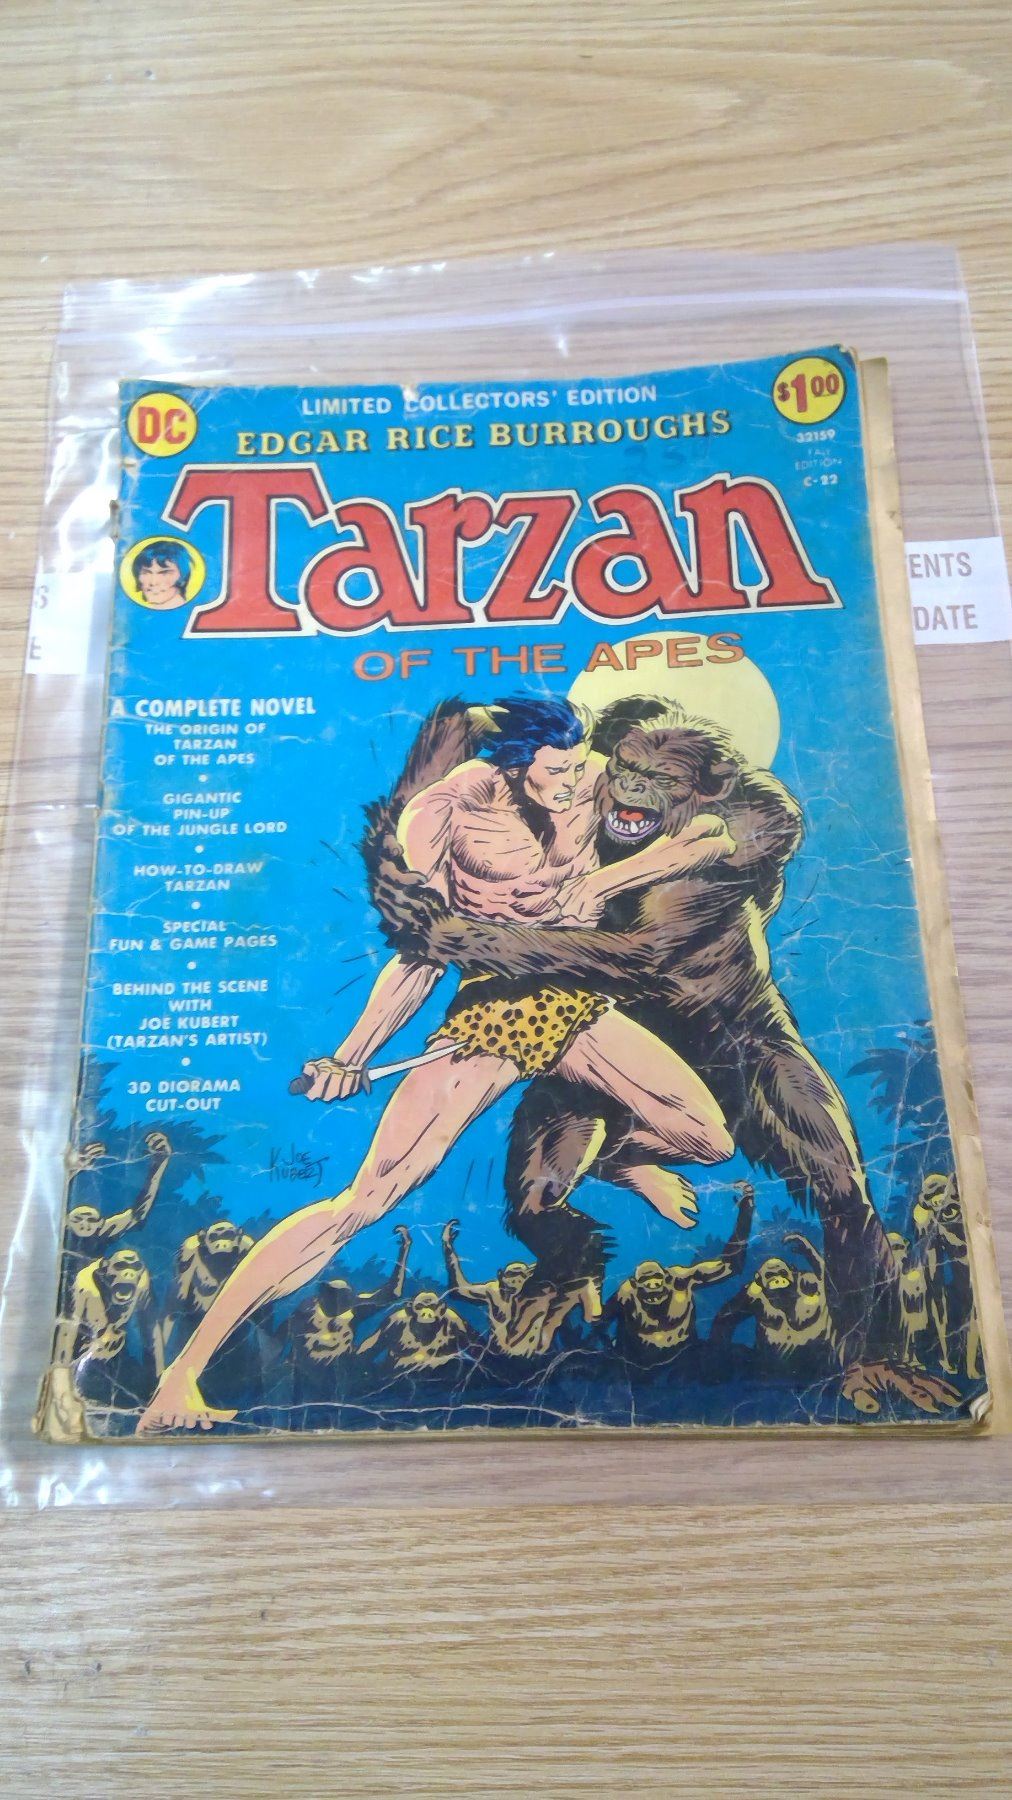 LIMITED COLLECTORS' EDITION
DC
$1.00
EDGAR RICE BURROUGHS
32159
FALL
EDITION
C-22
Tarzan
OF THE APES
A COMPLETE NOVEL
THE ORIGIN OF
TARZAN
OF THE APES
GIGANTIC
PIN-UP
OF THE JUNGLE LORD
HOW-TO-DRAW
TARZAN
SPECIAL
FUN & GAME PAGES
BEHIND THE SCENE
WITH
JOE KUBERT
(TARZAN'S ARTIST)
3D DIORAMA
CUT-OUT
JOE
KUBERT
ENTS
DATE
S
E